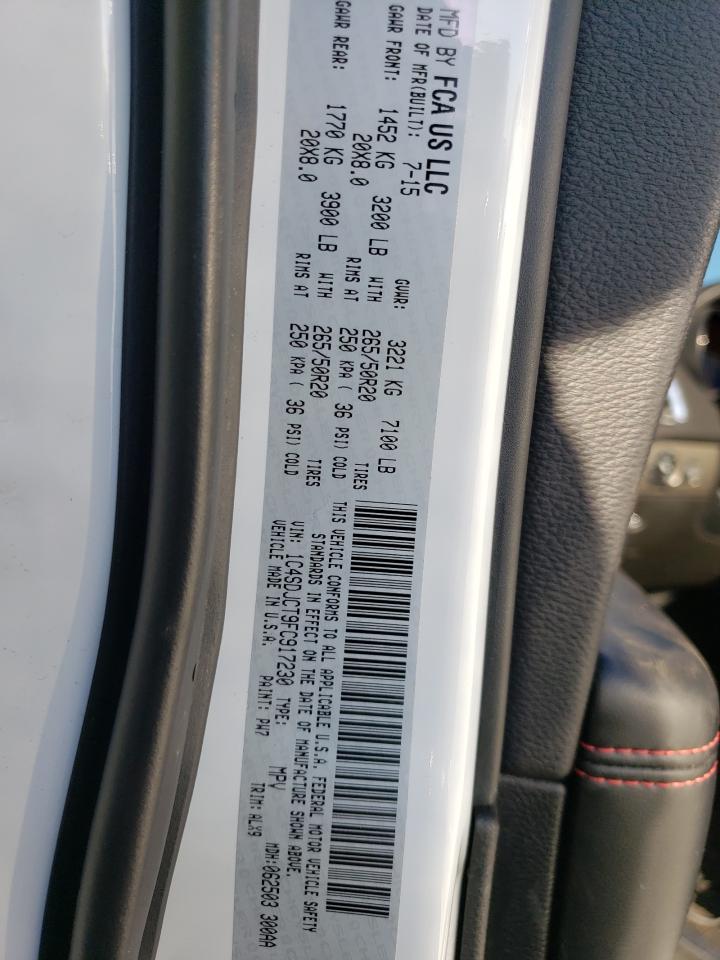 MFD BY FCA US LLC
DATE OF MFR(BUILT): 7-15 GVWR: 3221 KG 7100 LB
GAWR FRONT: 1452 KG 3200 LB WITH 265/50R20 TIRES
20X8.0 RIMS AT 250 KPA ( 36 PSI) COLD
GAWR REAR: 1770 KG 3900 LB WITH 265/50R20 TIRES
20X8.0 RIMS AT 250 KPA ( 36 PSI) COLD
THIS VEHICLE CONFORMS TO ALL APPLICABLE U.S.A. FEDERAL MOTOR VEHICLE SAFETY
STANDARDS IN EFFECT ON THE DATE OF MANUFACTURE SHOWN ABOVE.
VIN: 1C4SDJCT9FC917230 TYPE: MPV MDH:062503 300AA
VEHICLE MADE IN U.S.A. PAINT: PW7 TRIM: ALX9